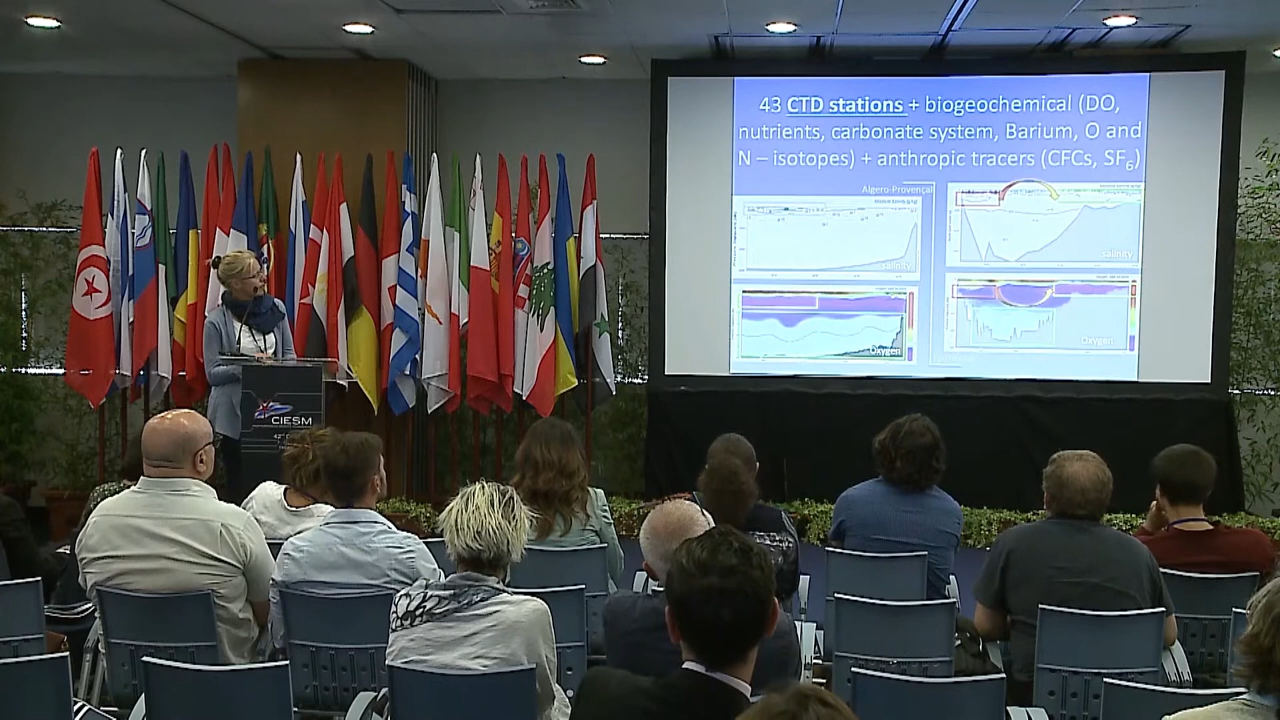 43 CTD stations + biogeochemical (DO,
nutrients, carbonate system, Barium, O and
N – isotopes) + anthropic tracers (CFCs, SF6)
Algero-Provençal
salinity
salinity
Oxygen
Oxygen
CIESM